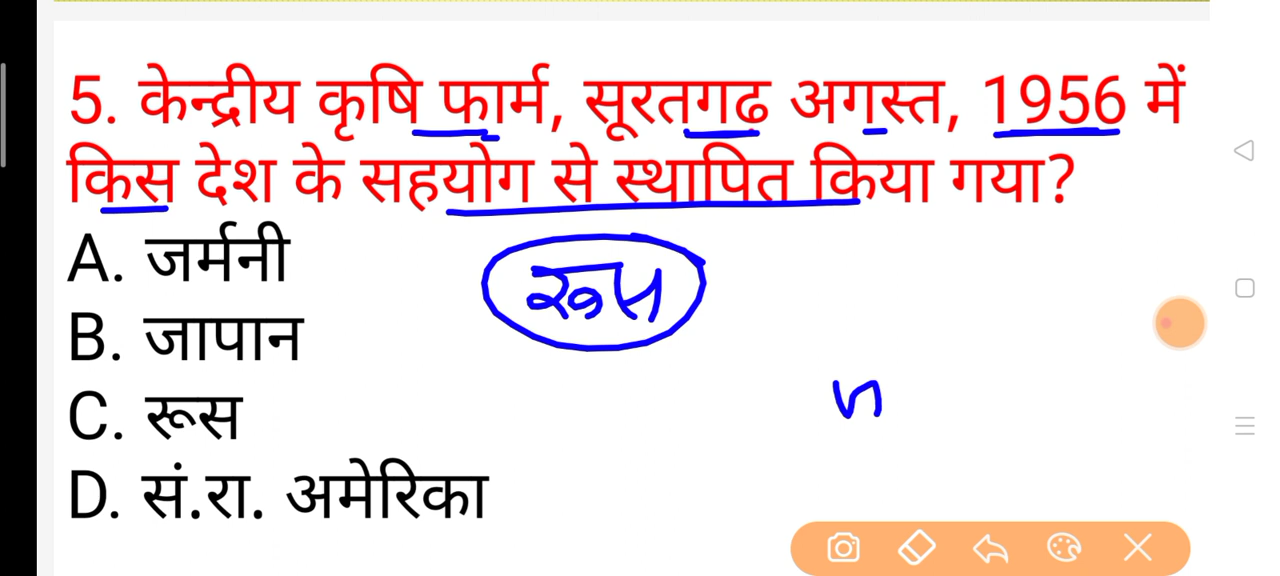 5. केन्द्रीय कृषि फार्म, सूरतगढ अगस्त, 1956 में
किस देश के सहयोग से स्थापित किया गया?
A. जर्मनी
रूस
B. जापान
C. रूस
D. सं.रा. अमेरिका